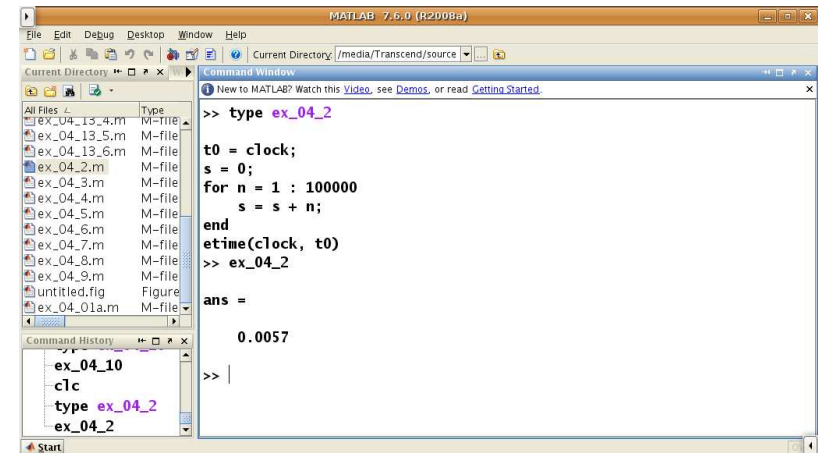 MATLAB 7.6.0 (R2008a)
File Edit Debug Desktop Window Help
Current Directory: /media/Transcend/source
Current Directory
Command Window
New to MATLAB? Watch this Video, see Demos, or read Getting Started.
All Files Type
ex_04_13_4.m M-file
ex_04_13_5.m M-file
ex_04_13_6.m M-file
ex_04_2.m M-file
ex_04_3.m M-file
ex_04_4.m M-file
ex_04_5.m M-file
ex_04_6.m M-file
ex_04_7.m M-file
ex_04_8.m M-file
ex_04_9.m M-file
untitled.fig Figure
ex_04_01a.m M-file
>> type ex_04_2
t0 = clock;
s = 0;
for n = 1 : 100000
s = s + n;
end
etime(clock, t0)
>> ex_04_2
ans =
0.0057
>>
Command History
ex_04_10
clc
type ex_04_2
ex_04_2
Start